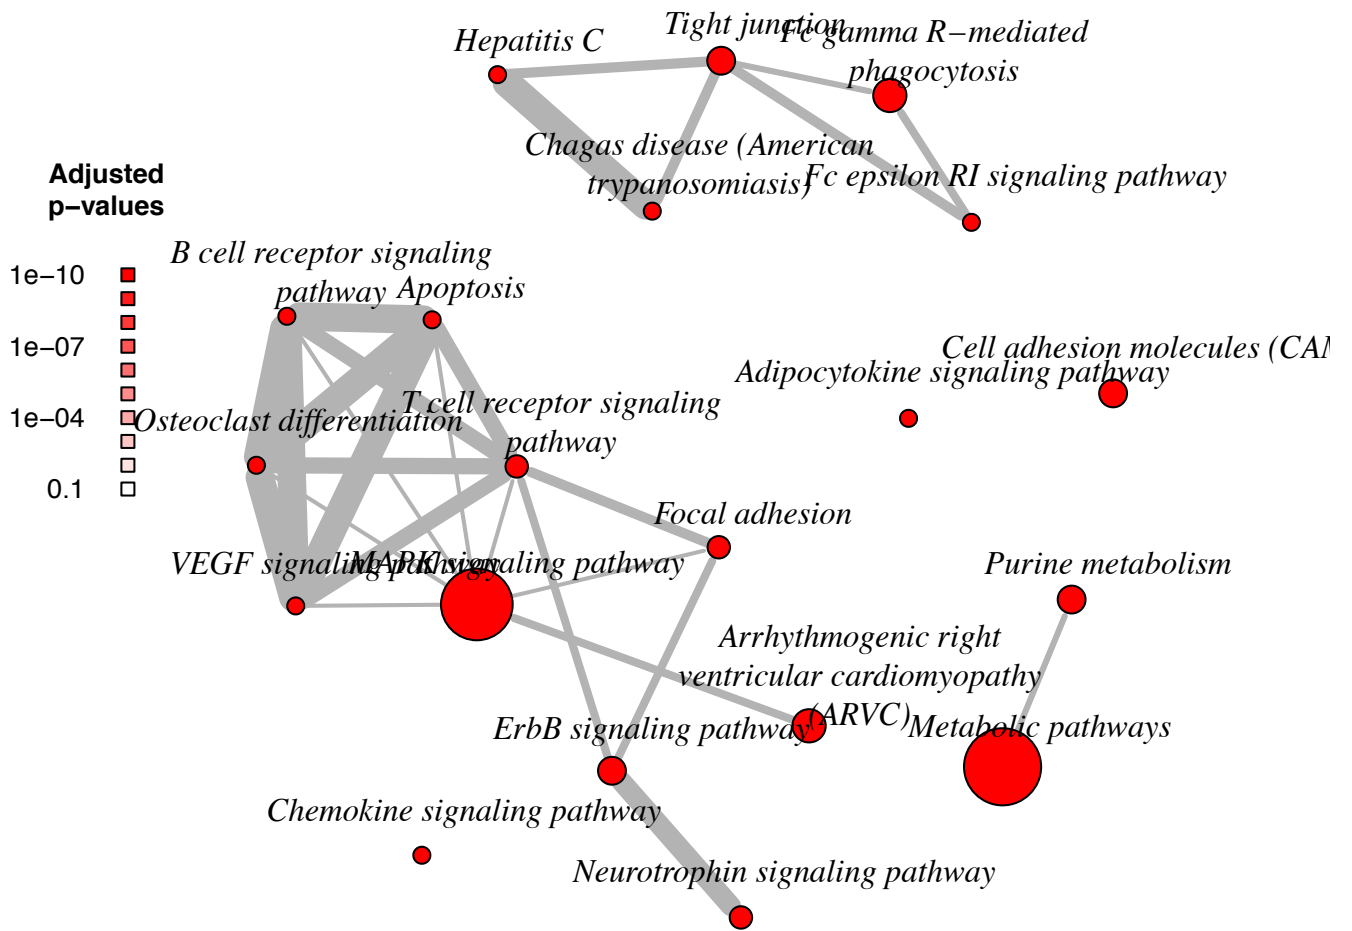 Tight junction
Fc gamma R−mediated
phagocytosis
Hepatitis C
Chagas disease (American
trypanosomiasis)
Fc epsilon RI signaling pathway
Adjusted
p−values
1e−10
1e−07
1e−04
0.1
B cell receptor signaling
pathway
Apoptosis
Cell adhesion molecules (CAM
Adipocytokine signaling pathway
T cell receptor signaling
pathway
Osteoclast differentiation
Focal adhesion
VEGF signaling pathway
MAPK signaling pathway
Purine metabolism
Arrhythmogenic right
ventricular cardiomyopathy
(ARVC)
ErbB signaling pathway
Metabolic pathways
Chemokine signaling pathway
Neurotrophin signaling pathway